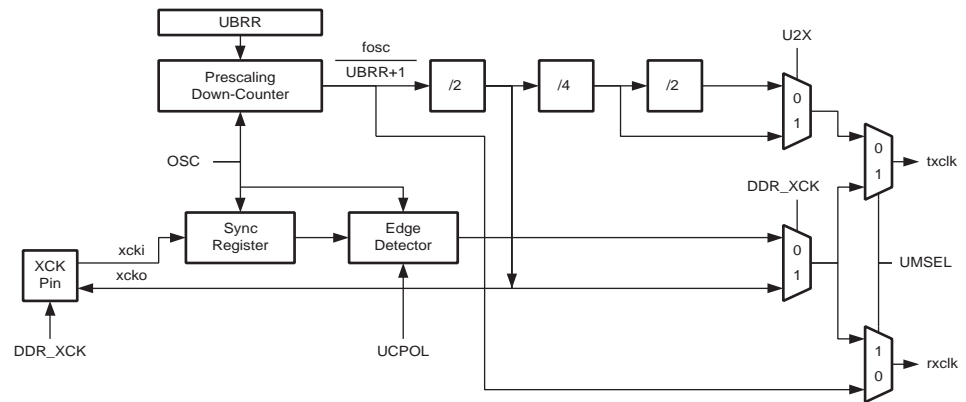 UBRR
U2X
fosc
Prescaling
Down-Counter
UBRR+1
/2
/4
/2
0
1
OSC
0
1
txclk
DDR_XCK
Sync
Register
Edge
Detector
xcki
0
1
XCK
Pin
xcko
UMSEL
DDR_XCK
UCPOL
1
0
rxclk